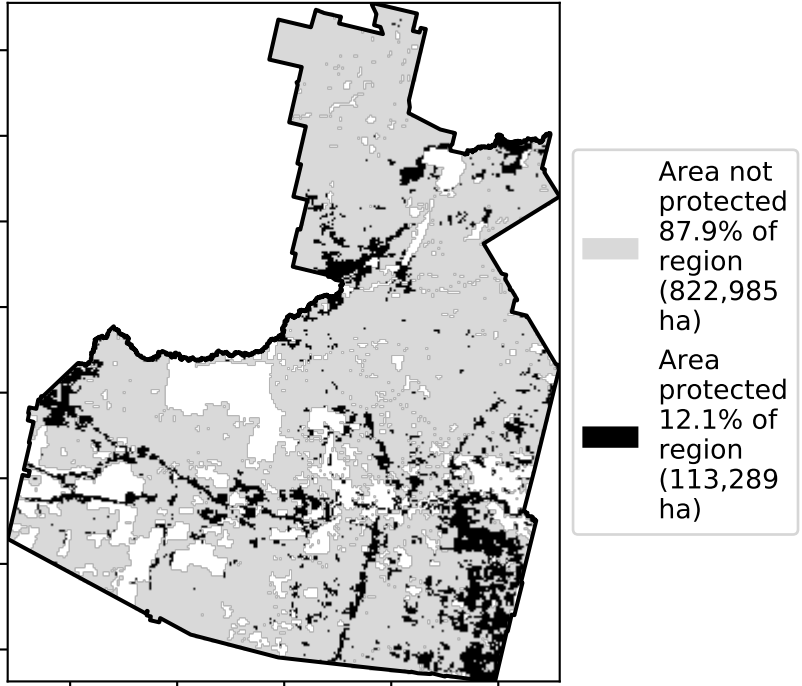 Area not
protected
87.9% of
region
(822,985
ha)
Area
protected
12.1% of
region
(113,289
ha)